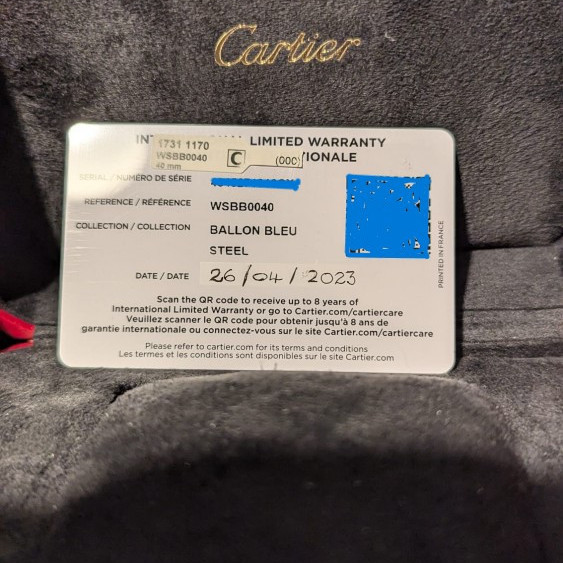 Cartier
LIMITED WARRANTY
1731 1170
WSBB0040
40 mm
C
(000)
SERIAL / NUMÉRO DE SÉRIE
REFERENCE / RÉFÉRENCE WSBB0040
COLLECTION / COLLECTION BALLON BLEU
STEEL
DATE / DATE 26/04/2023
PRINTED IN FRANCE
Scan the QR code to receive up to 8 years of
International Limited Warranty or go to Cartier.com/cartiercare
Veuillez scanner le QR code pour obtenir jusqu'à 8 ans de
garantie internationale ou connectez-vous sur le site Cartier.com/cartiercare
Please refer to cartier.com for its terms and conditions
Les termes et les conditions sont disponibles sur le site Cartier.com